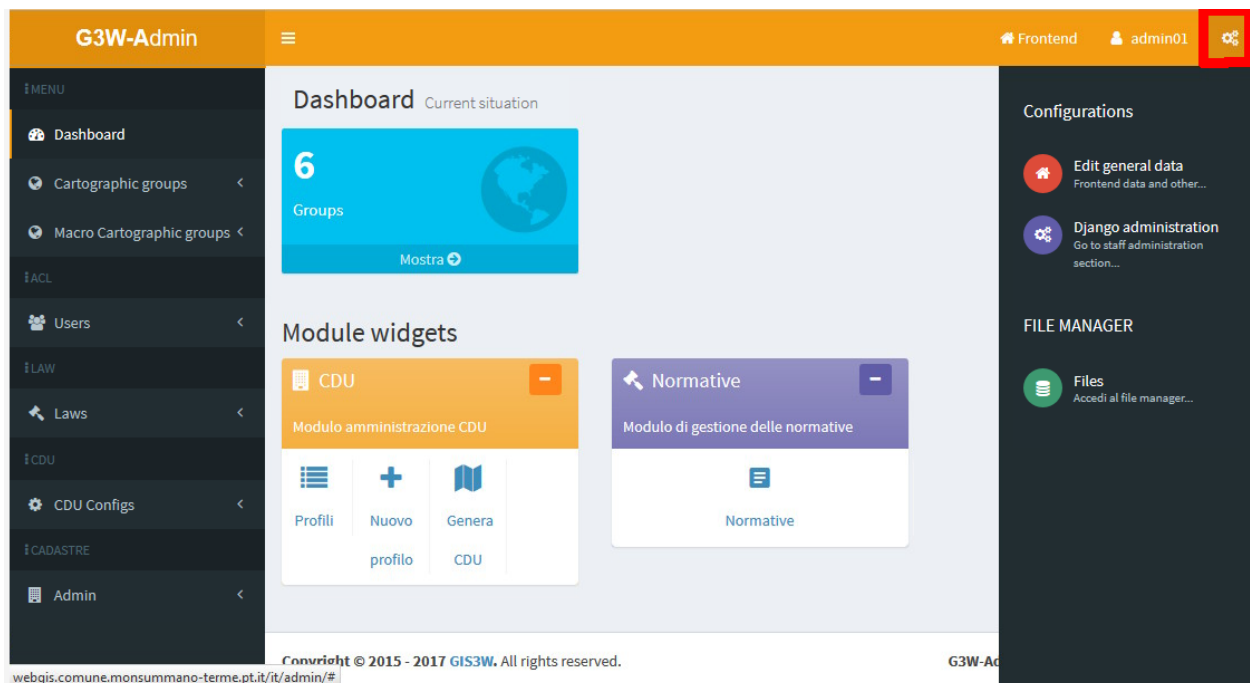 G3W-Admin
Frontend
admin01
MENU
Dashboard
Cartographic groups
Macro Cartographic groups
ACL
Users
LAW
Laws
CDU
CDU Configs
CADASTRE
Admin
Dashboard Current situation
6
Groups
Mostra
Module widgets
CDU
Modulo amministrazione CDU
Profili
Nuovo profilo
Genera CDU
Normative
Modulo di gestione delle normative
Normative
Configurations
Edit general data
Frontend data and other...
Django administration
Go to staff administration
section...
FILE MANAGER
Files
Accedi al file manager...
Copyright © 2015 - 2017 GIS3W. All rights reserved.
G3W-Ad
webgis.comune.monsummano-terme.pt.it/it/admin/#